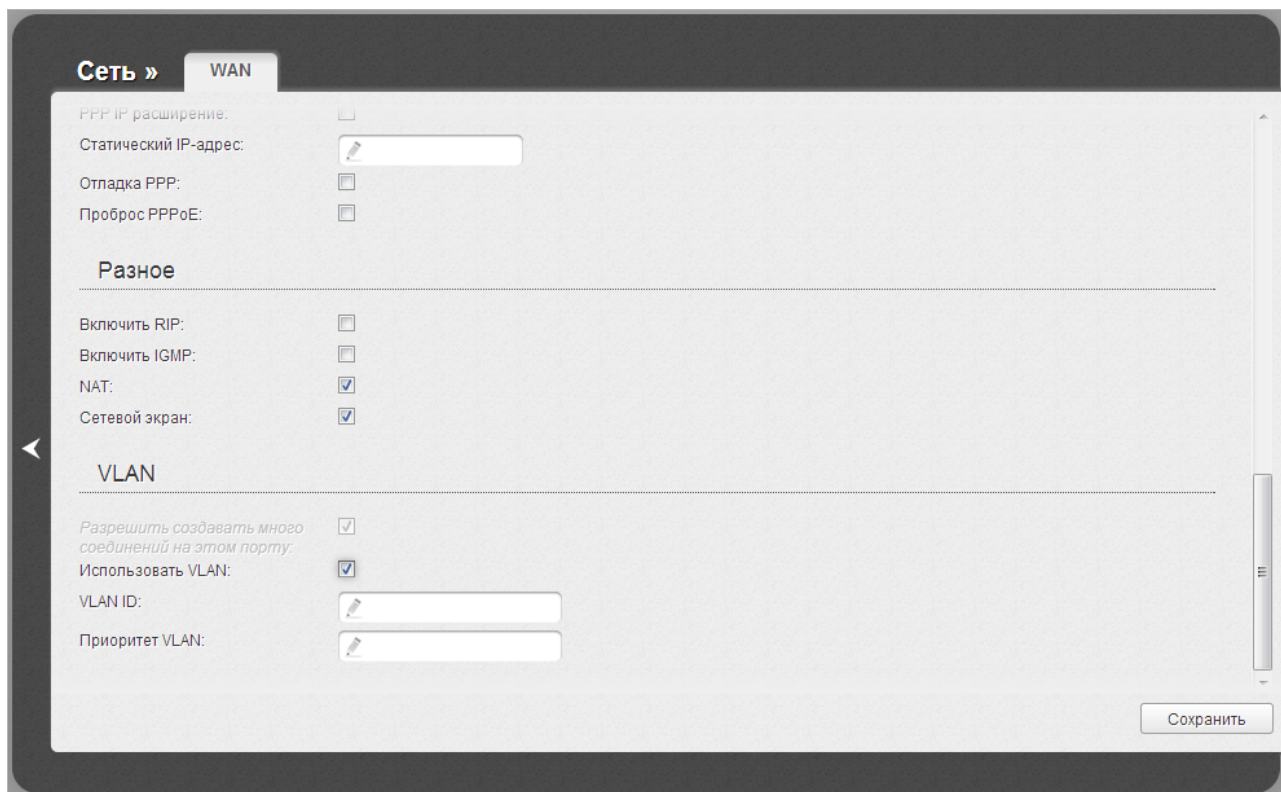 Сеть »
WAN
PPP IP расширение:
Статический IP-адрес:
Отладка PPP:
Проброс PPPoE:
Разное
Включить RIP:
Включить IGMP:
NAT:
Сетевой экран:
VLAN
Разрешить создавать много
соединений на этом порту:
Использовать VLAN:
VLAN ID:
Приоритет VLAN:
Сохранить